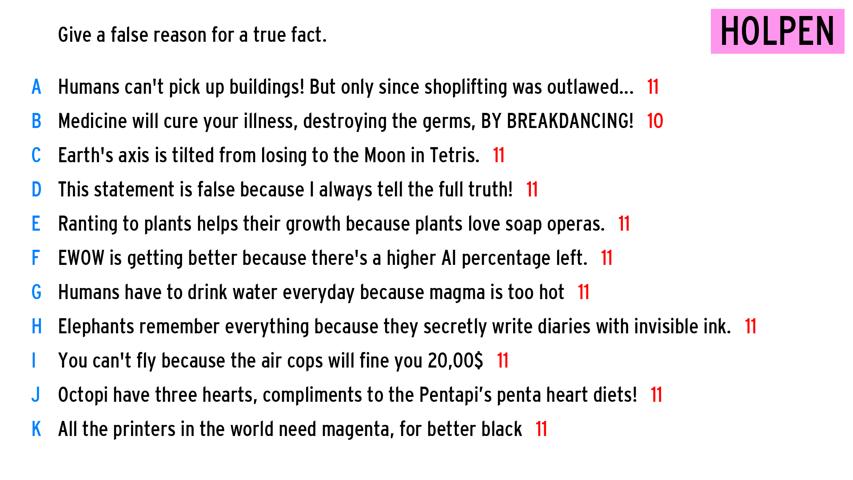 Give a false reason for a true fact.
HOLPEN
A Humans can't pick up buildings! But only since shoplifting was outlawed... 11
B Medicine will cure your illness, destroying the germs, BY BREAKDANCING! 10
C Earth's axis is tilted from losing to the Moon in Tetris. 11
D This statement is false because I always tell the full truth! 11
E Ranting to plants helps their growth because plants love soap operas. 11
F EWOW is getting better because there's a higher AI percentage left. 11
G Humans have to drink water everyday because magma is too hot 11
H Elephants remember everything because they secretly write diaries with invisible ink. 11
I You can't fly because the air cops will fine you 20,00$ 11
J Octopi have three hearts, compliments to the Pentapi’s penta heart diets! 11
K All the printers in the world need magenta, for better black 11